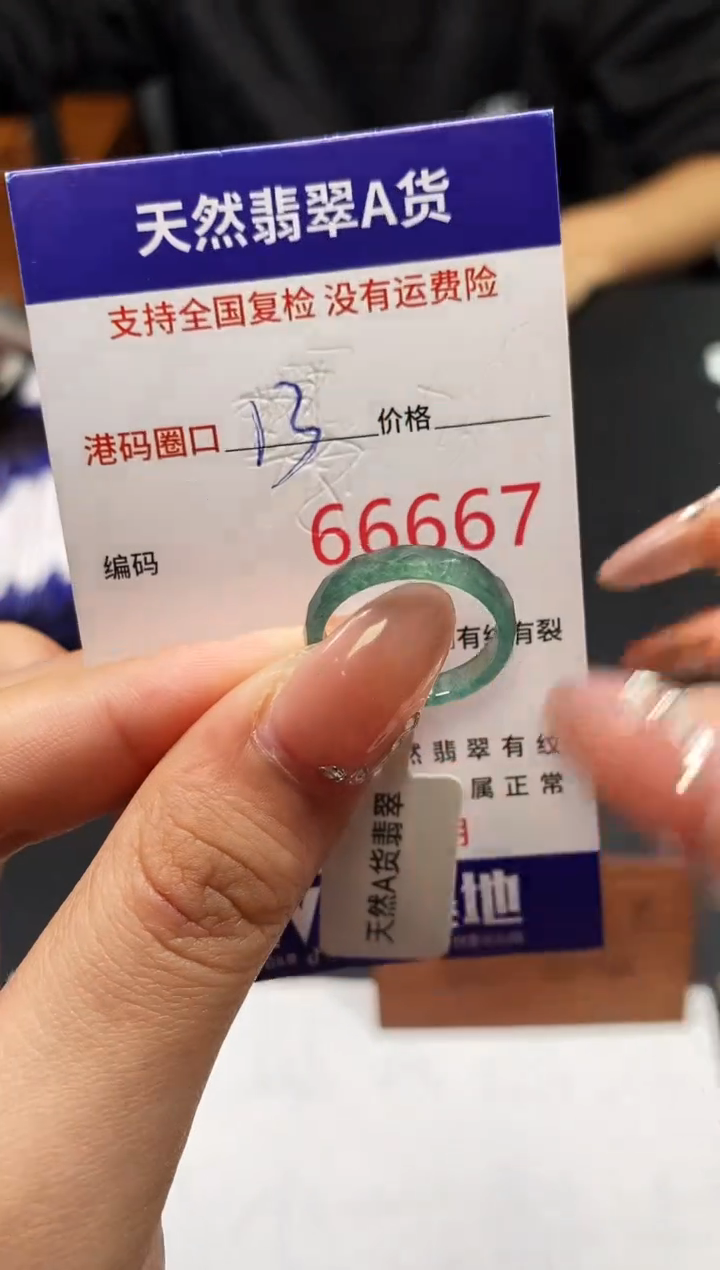 天然翡翠A货
支持全国复检 没有运费险
港码圈口 13 价格
编码 66667
有纹有裂
然翡翠有纹
属正常
天然A货翡翠
地